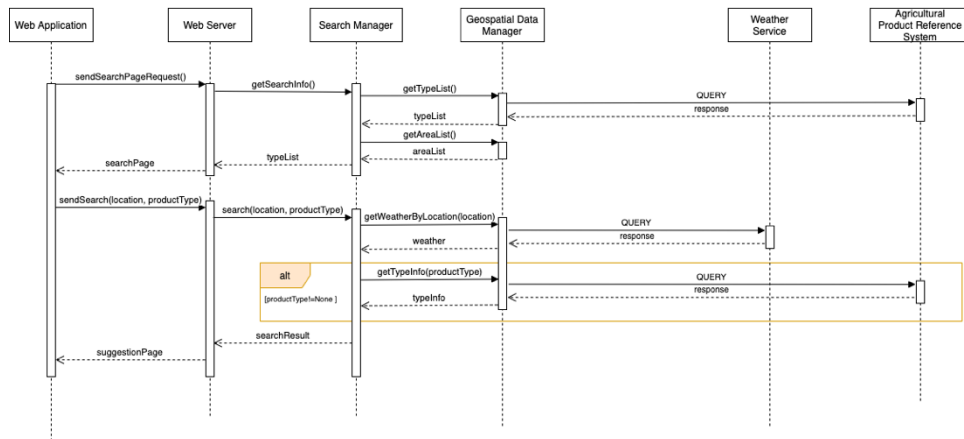 Web Application
Web Server
Search Manager
Geospatial Data
Manager
Weather
Service
Agricultural
Product Reference
System
sendSearchPageRequest()
getSearchInfo()
getTypeList()
QUERY
response
typeList
getAreaList()
areaList
typeList
searchPage
sendSearch(location, productType)
search(location, productType)
getWeatherByLocation(location)
QUERY
response
weather
alt
[productType!=None ]
getTypeInfo(productType)
QUERY
response
typeInfo
searchResult
suggestionPage